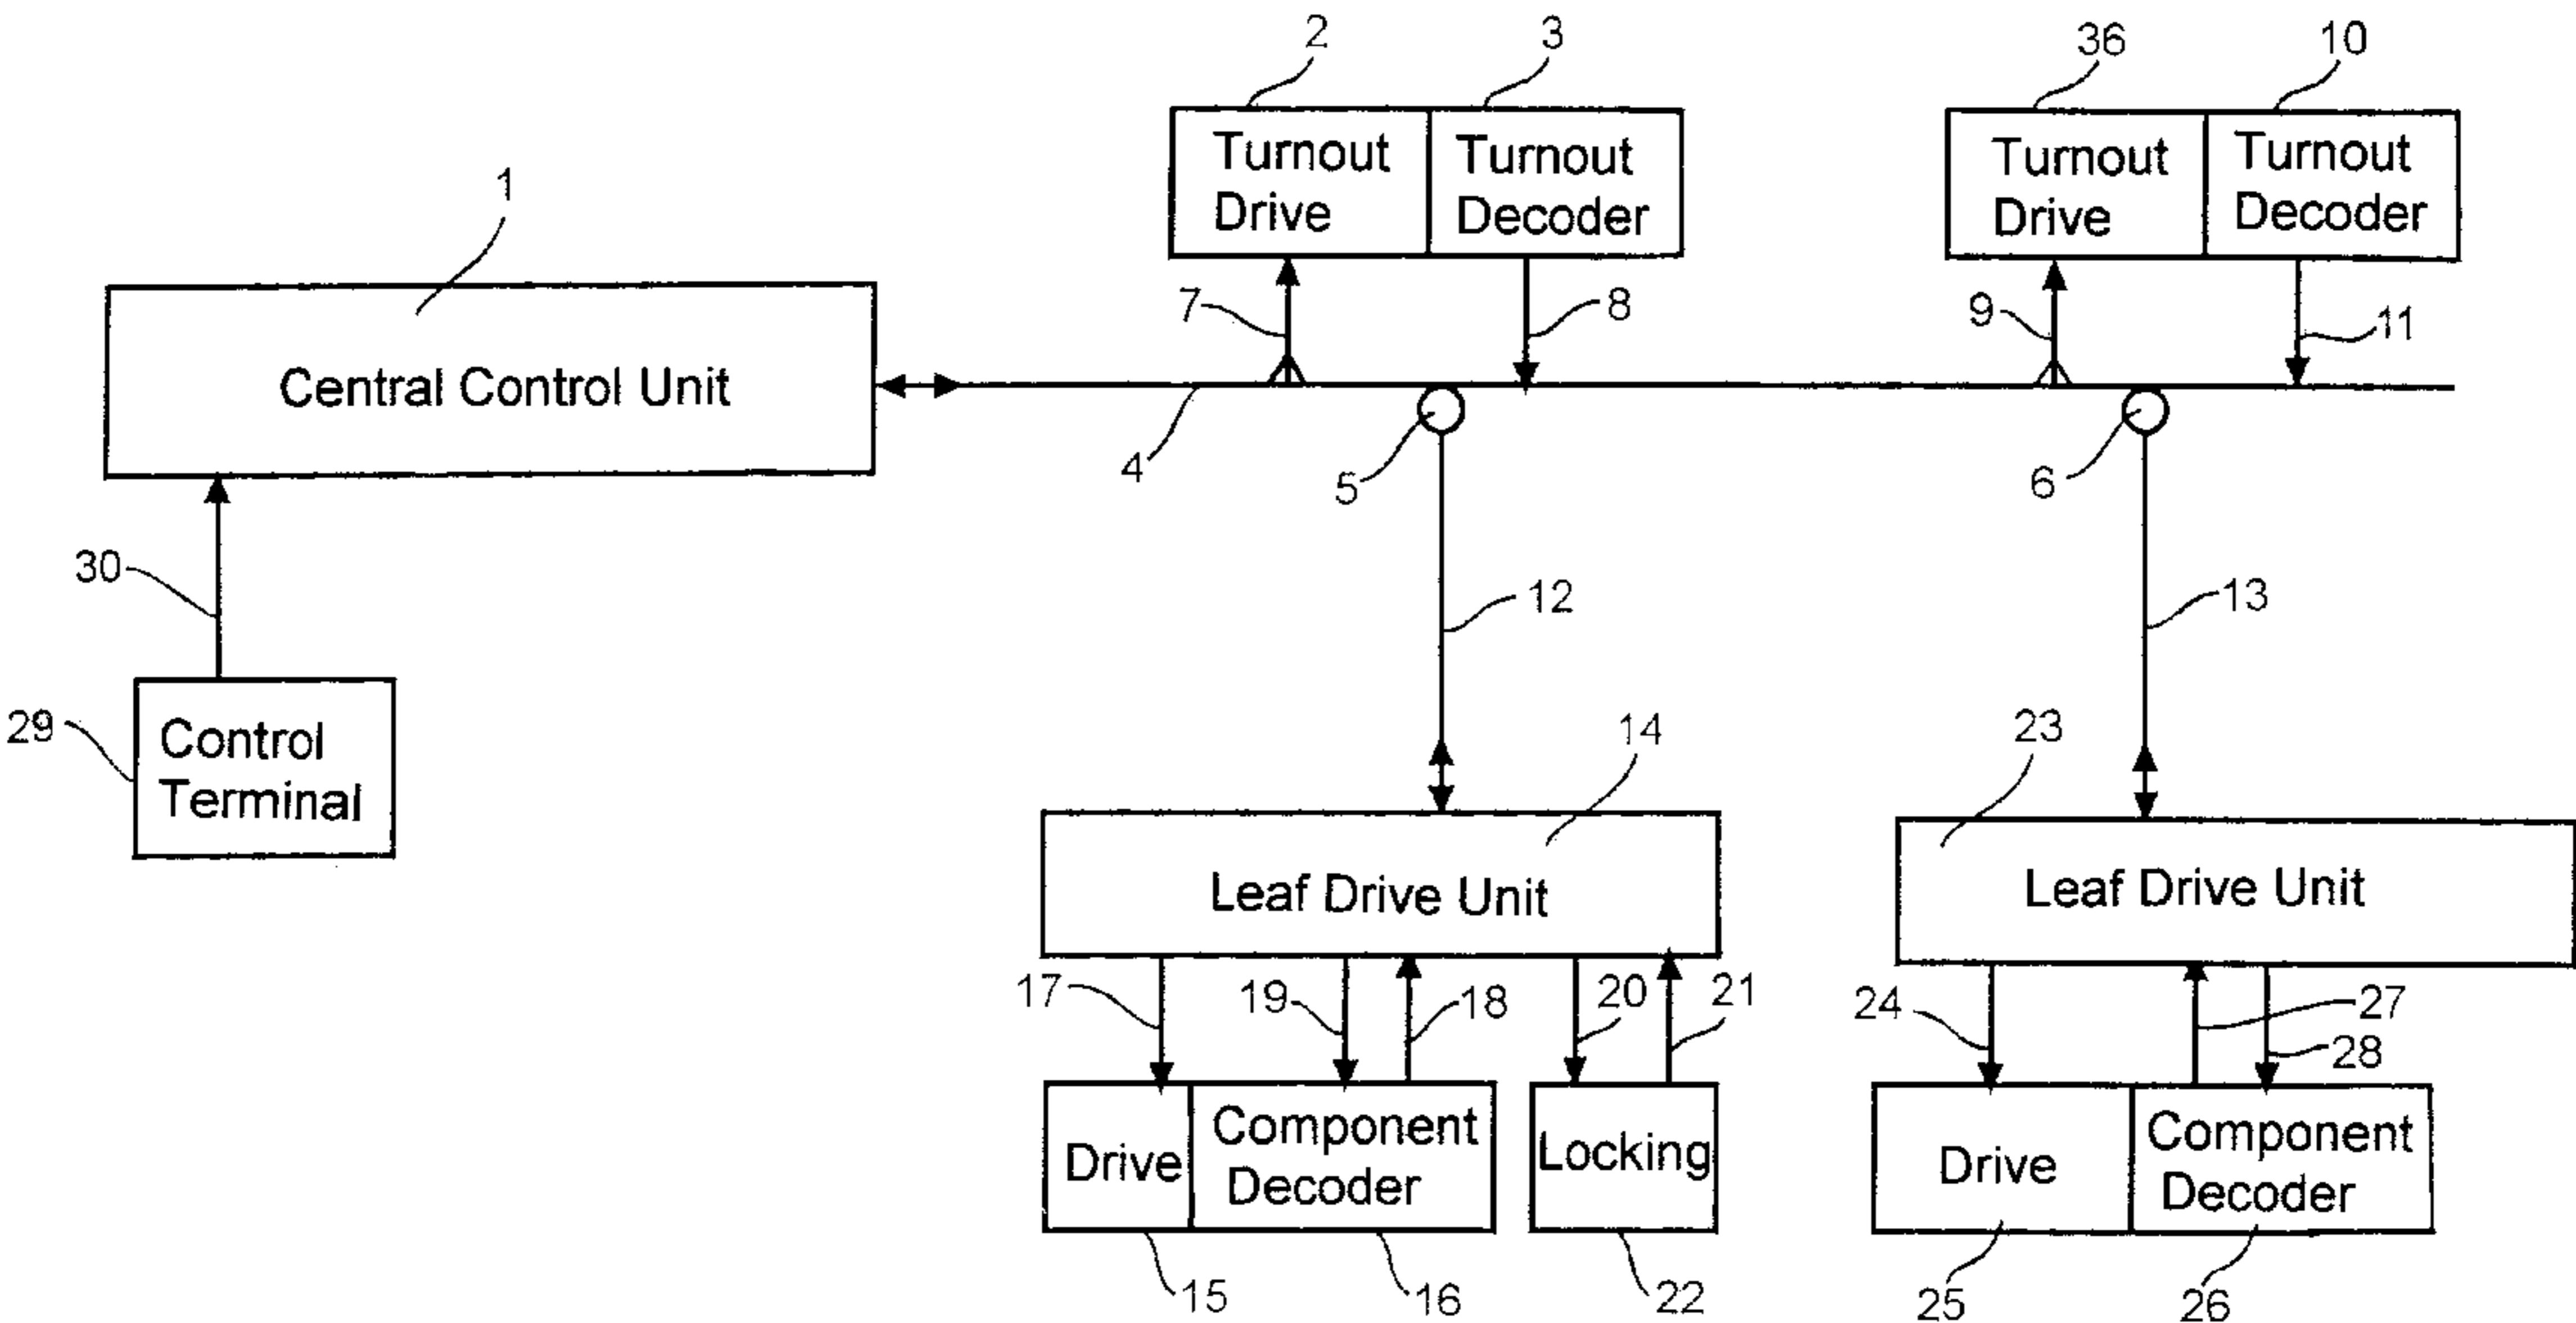 2
3
36
10
Turnout
Drive
Turnout
Decoder
Turnout
Drive
Turnout
Decoder
1
7
8
9
11
Central Control Unit
4
5
6
30
12
13
29
Control
Terminal
14
23
Leaf Drive Unit
Leaf Drive Unit
17
19
18
20
21
24
27
28
Drive
Component
Decoder
Locking
Drive
Component
Decoder
15
16
22
25
26